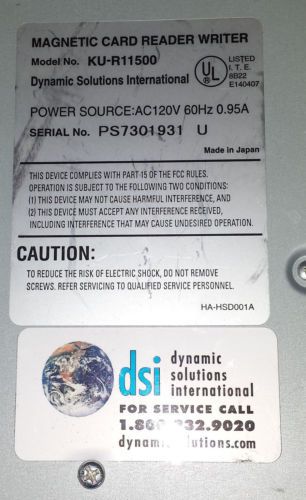 MAGNETIC CARD READER WRITER
Model No. KU-R11500
Dynamic Solutions International
UL
LISTED
I. T. E.
8B22
E140407
POWER SOURCE:AC120V 60Hz 0.95A
SERIAL No. PS7301931 U
Made in Japan
THIS DEVICE COMPLIES WITH PART 15 OF THE FCC RULES.
OPERATION IS SUBJECT TO THE FOLLOWING TWO CONDITIONS:
(1) THIS DEVICE MAY NOT CAUSE HARMFUL INTERFERENCE, AND
(2) THIS DEVICE MUST ACCEPT ANY INTERFERENCE RECEIVED,
INCLUDING INTERFERENCE THAT MAY CAUSE UNDESIRED OPERATION.
CAUTION:
TO REDUCE THE RISK OF ELECTRIC SHOCK, DO NOT REMOVE
SCREWS. REFER SERVICING TO QUALIFIED SERVICE PERSONNEL.
HA-HSD001A
dsi
dynamic
solutions
international
FOR SERVICE CALL
.9020